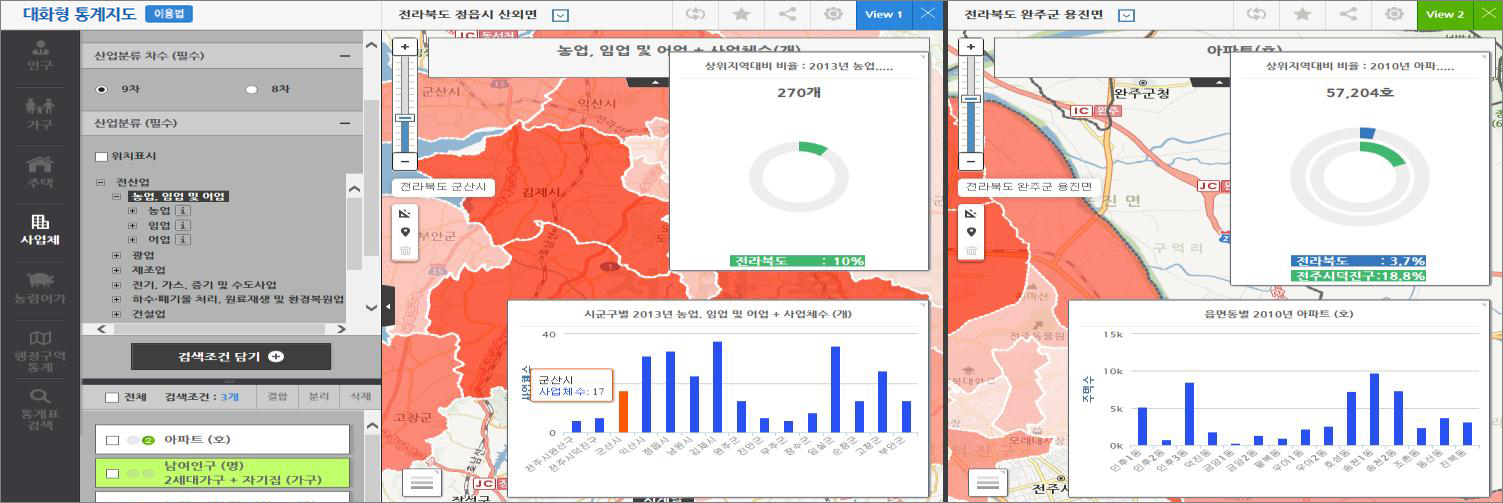 대화형 통계지도
이용법
인구
가구
주택
사업체
농림어가
행정구역
통계
통계표
검색
산업분류 차수 (필수)
9차
8차
산업분류 (필수)
위치표시
전산업
농업, 임업 및 어업
농업 i
임업 i
어업 i
광업
제조업
전기, 가스, 증기 및 수도사업
하수·폐기물 처리, 원료재생 및 환경복원업
건설업
검색조건 담기
전체
검색조건 : 3개
결합
분리
삭제
2 아파트 (호)
남여인구 (명)
2세대가구 + 자기집 (가구)
전라북도 정읍시 산외면
View 1
농업, 임업 및 어업 + 사업체수(개)
군산시
익산시
김제시
부안군
고창군
장성군
호남선
전라북도 군산시
상위지역대비 비율 : 2013년 농업.....
270개
전라북도 : 10%
시군구별 2013년 농업, 임업 및 어업 + 사업체수 (개)
40
0
사업체수
군산시
사업체수: 17
전주시완산구
전주시덕진구
군산시
익산시
정읍시
남원시
김제시
완주군
진안군
무주군
장수군
임실군
순창군
고창군
부안군
전라북도 완주군 용진면
View 2
아파트(호)
완주군청
IC 완주
JC
전라북도 완주군 용진면
진 면
구억리
전주동물원
모래내시장
덕진구
상위지역대비 비율 : 2010년 아파.....
57,204호
전라북도 : 3.7%
전주시덕진구:18.8%
읍면동별 2010년 아파트 (호)
15k
10k
5k
0k
주택수
인후1동
인후2동
인후3동
덕진동
금암1동
금암2동
팔복동
우아1동
우아2동
호성동
송천1동
송천2동
조촌동
동산동
전북동